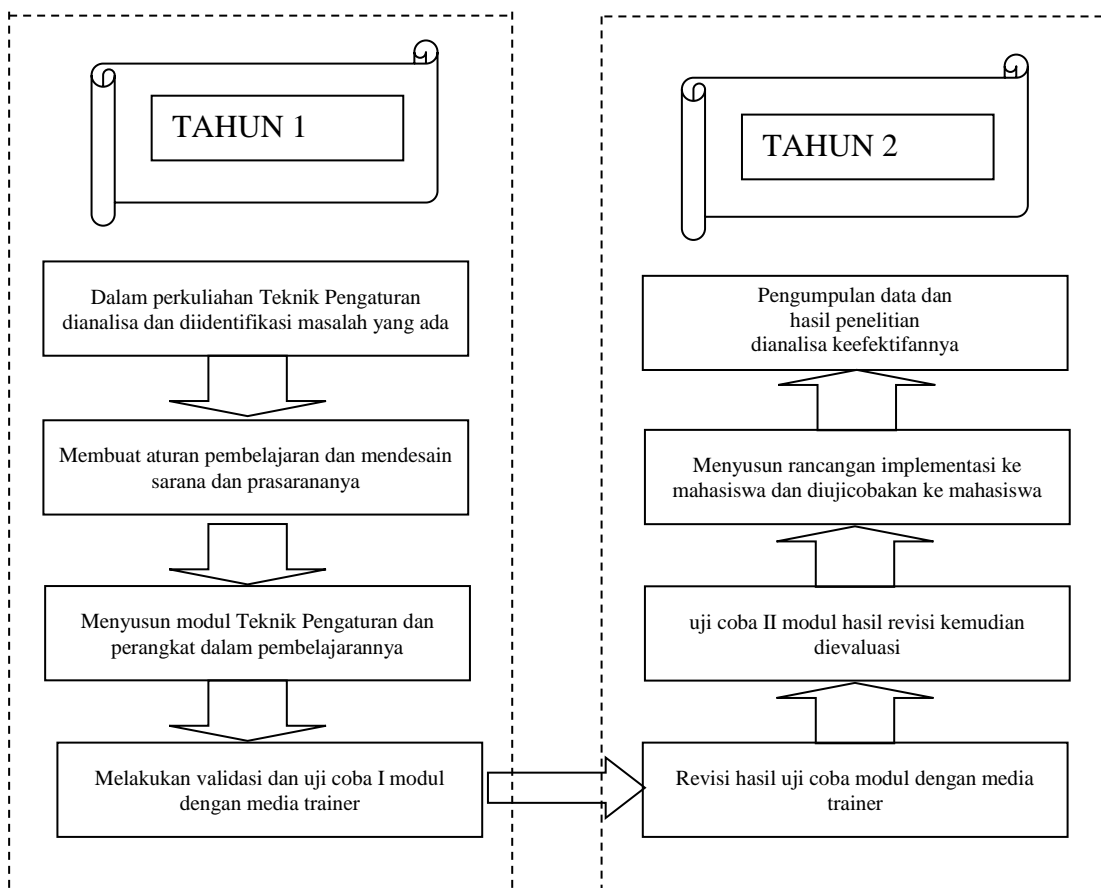 TAHUN 1
Dalam perkuliahan Teknik Pengaturan
dianalisa dan diidentifikasi masalah yang ada
Membuat aturan pembelajaran dan mendesain
sarana dan prasarananya
Menyusun modul Teknik Pengaturan dan
perangkat dalam pembelajarannya
Melakukan validasi dan uji coba I modul
dengan media trainer
TAHUN 2
Pengumpulan data dan
hasil penelitian
dianalisa keefektifannya
Menyusun rancangan implementasi ke
mahasiswa dan diujicobakan ke mahasiswa
uji coba II modul hasil revisi kemudian
dievaluasi
Revisi hasil uji coba modul dengan media
trainer